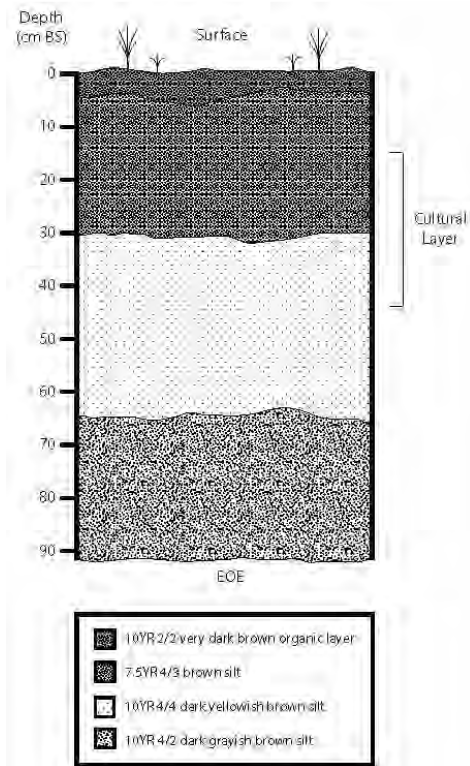 Depth
(cm BS)
Surface
0
10
20
30
40
50
60
70
80
90
Cultural
Layer
EOE
10YR 2/2 very dark brown organic layer
7.5YR 4/3 brown silt
10YR 4/4 dark yellowish brown silt
10YR 4/2 dark grayish brown silt